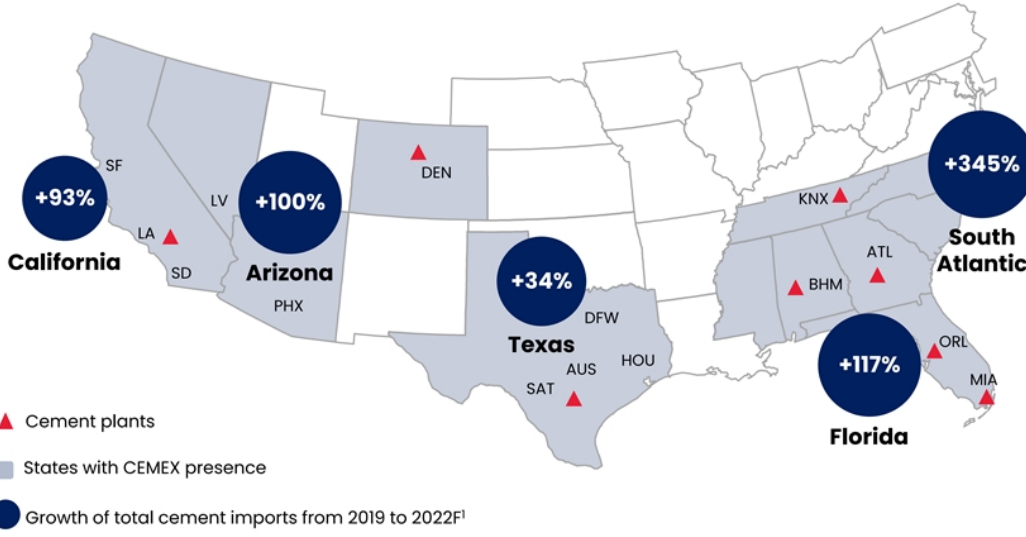 SF
+93%
California
LA
SD
LV
+100%
Arizona
PHX
DEN
+34%
Texas
DFW
HOU
AUS
SAT
KNX
+345%
South
Atlantic
ATL
BHM
+117%
Florida
ORL
MIA
Cement plants
States with CEMEX presence
Growth of total cement imports from 2019 to 2022F¹